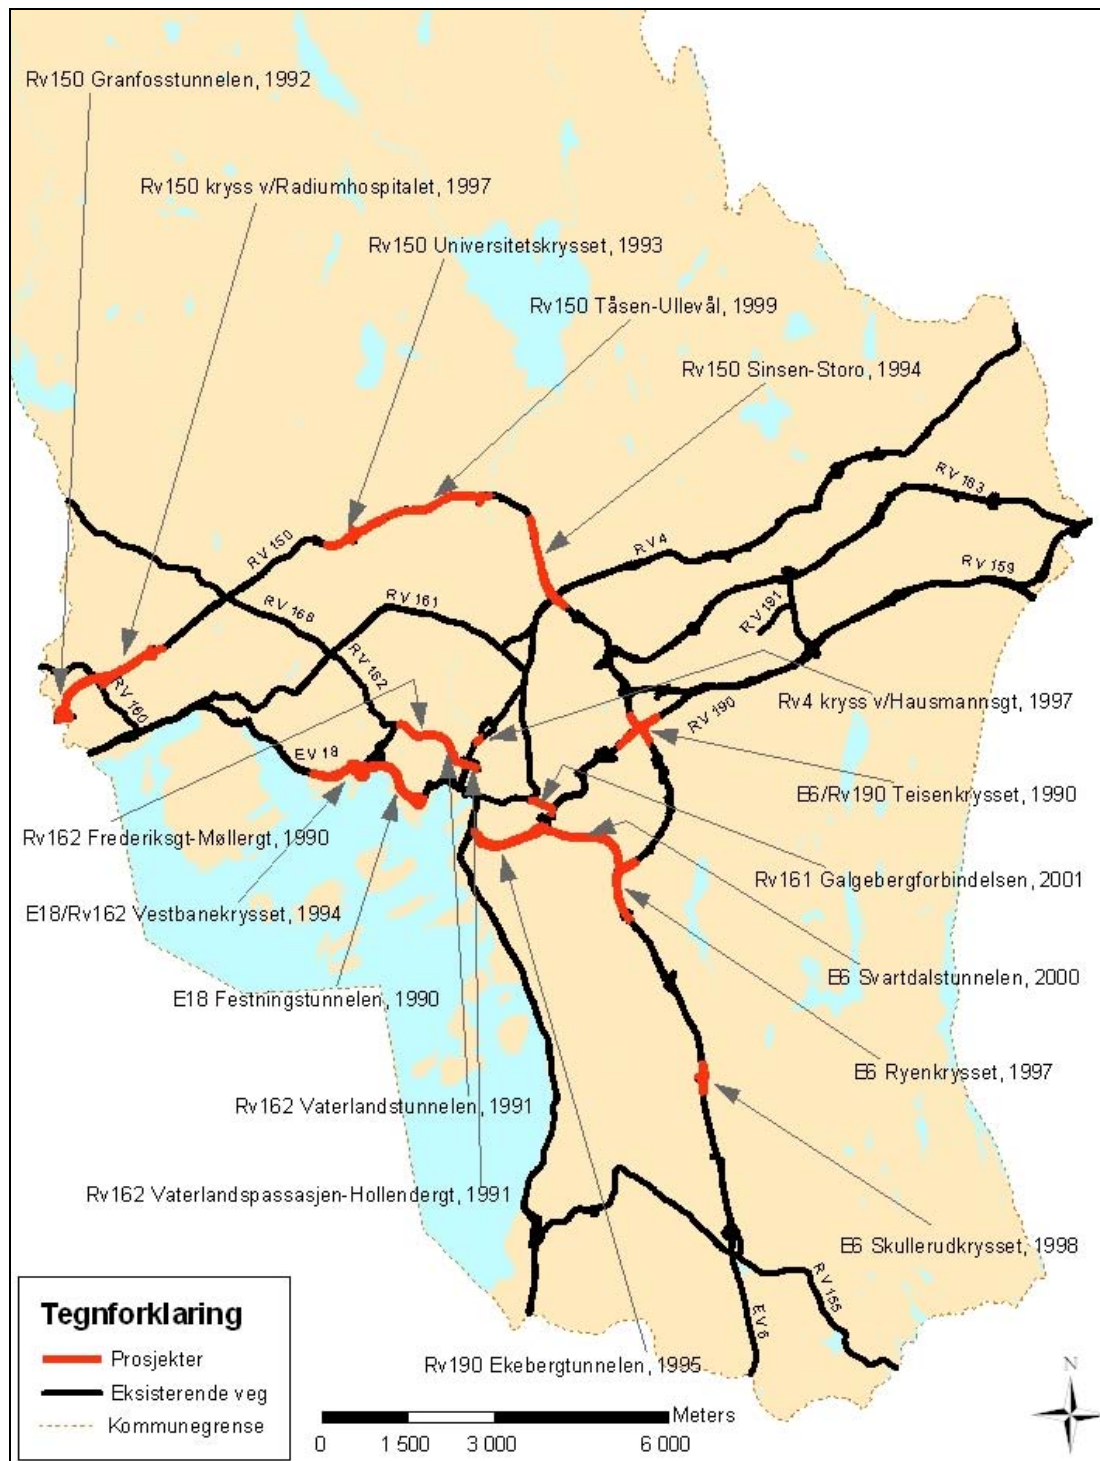 Rv150 Granfosstunnelen, 1992
Rv150 kryss v/Radiumhospitalet, 1997
Rv150 Universitetskrysset, 1993
Rv150 Tåsen-Ullevål, 1999
Rv150 Sinsen-Storo, 1994
RV 163
RV 4
RV 150
RV 159
RV 191
RV 161
RV 168
RV 162
RV 160
RV 190
Rv4 kryss v/Hausmannsgt, 1997
EV 18
E6/Rv190 Teisenkrysset, 1990
Rv162 Frederiksgt-Møllergt, 1990
Rv161 Galgebergforbindelsen, 2001
E18/Rv162 Vestbanekrysset, 1994
E6 Svartdalstunnelen, 2000
E18 Festningstunnelen, 1990
E6 Ryenkrysset, 1997
Rv162 Vaterlandstunnelen, 1991
Rv162 Vaterlandspassasjen-Hollendergt, 1991
E6 Skullerudkrysset, 1998
RV 155
EV 6
Rv190 Ekebergtunnelen, 1995
Tegnforklaring
Prosjekter
Eksisterende veg
Kommunegrense
Meters
0 1 500 3 000 6 000
N